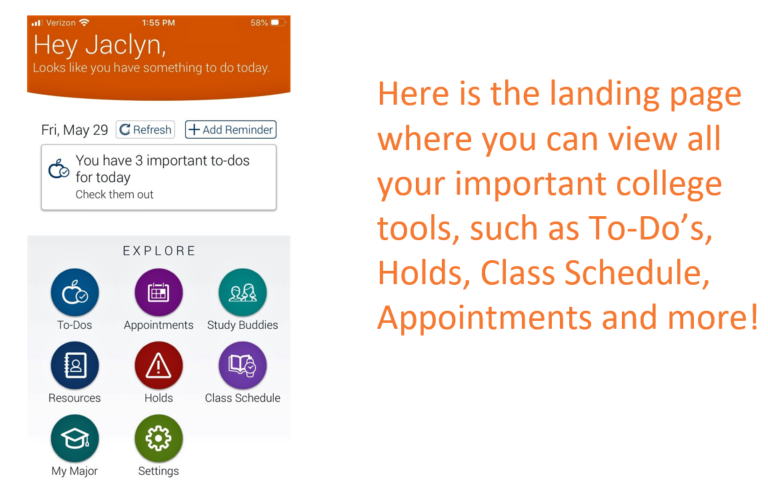 Verizon 1:55 PM 58%
Hey Jaclyn,
Looks like you have something to do today.
Fri, May 29 Refresh + Add Reminder
You have 3 important to-dos
for today
Check them out
EXPLORE
To-Dos Appointments Study Buddies
Resources Holds Class Schedule
My Major Settings
Here is the landing page
where you can view all
your important college
tools, such as To-Do’s,
Holds, Class Schedule,
Appointments and more!